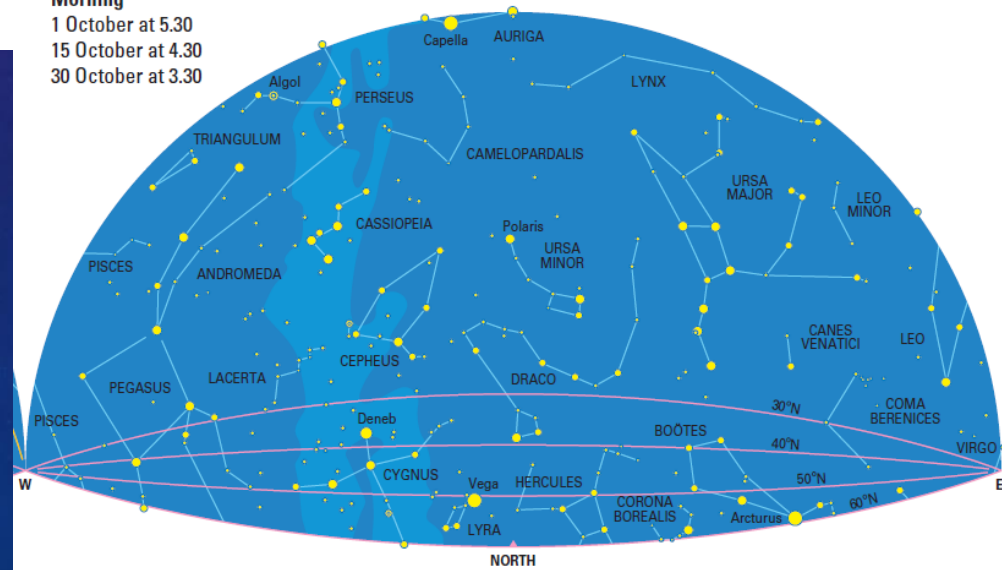 Morning
1 October at 5.30
15 October at 4.30
30 October at 3.30
Capella
AURIGA
Algol
PERSEUS
LYNX
TRIANGULUM
CAMELOPARDALIS
URSA
MAJOR
LEO
MINOR
CASSIOPEIA
Polaris
URSA
MINOR
PISCES
ANDROMEDA
CANES
VENATICI
LEO
CEPHEUS
LACERTA
DRACO
PEGASUS
30°N
COMA
BERENICES
PISCES
Deneb
BOÖTES
40°N
VIRGO
W
CYGNUS
Vega
HERCULES
50°N
E
CORONA
BOREALIS
Arcturus
60°N
LYRA
NORTH